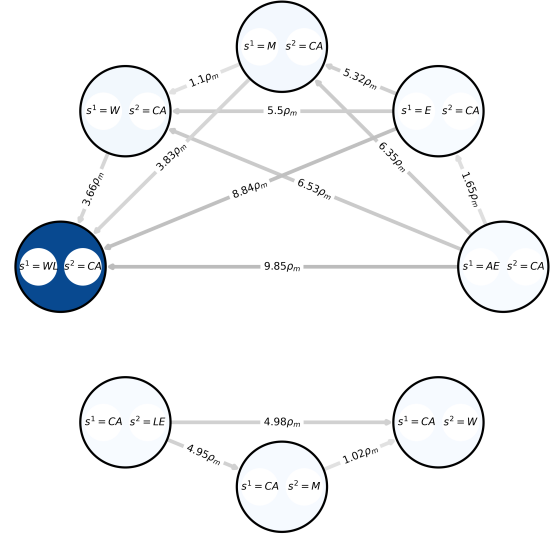 s¹ = M s² = CA
1.1ρₘ
5.32ρₘ
s¹ = W s² = CA
5.5ρₘ
s¹ = E s² = CA
3.83ρₘ
6.35ρₘ
3.66ρₘ
8.84ρₘ
6.53ρₘ
1.65ρₘ
s¹ = WL s² = CA
9.85ρₘ
s¹ = AE s² = CA
s¹ = CA s² = LE
4.98ρₘ
s¹ = CA s² = W
4.95ρₘ
1.02ρₘ
s¹ = CA s² = M